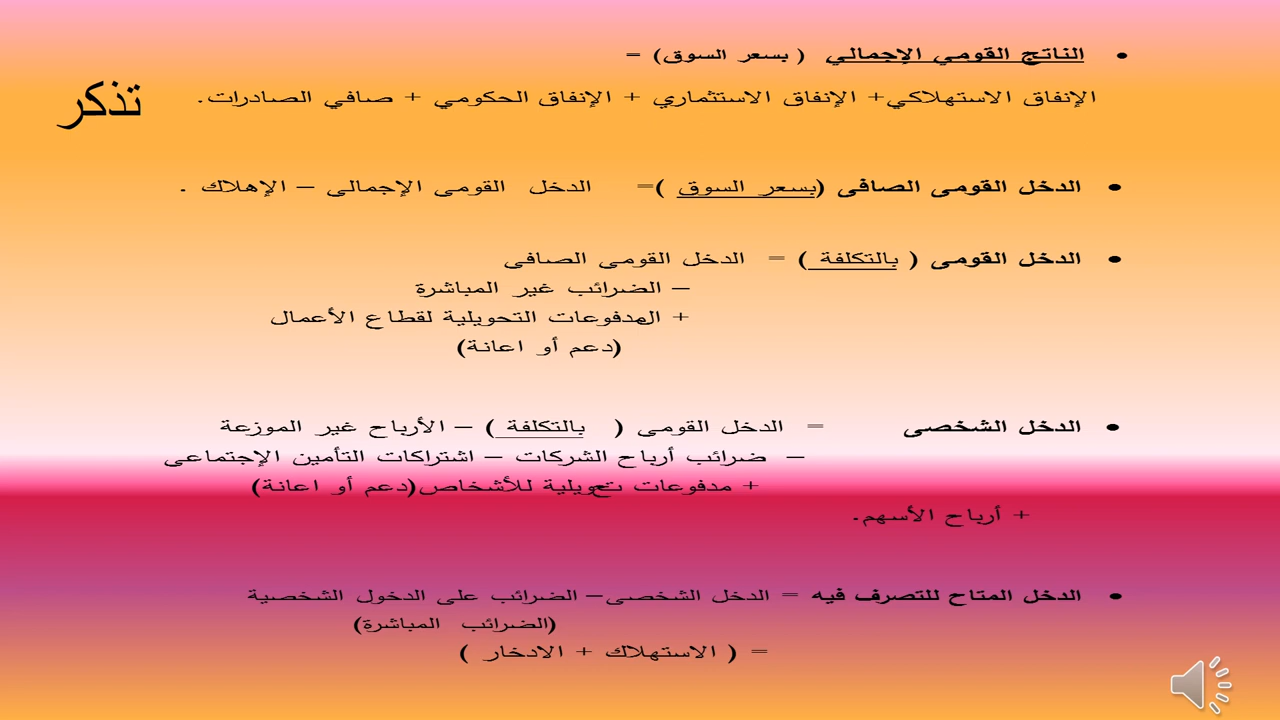 تذكر
• الناتج القومي الإجمالي ( بسعر السوق) =
الإنفاق الاستهلاكي+ الإنفاق الاستثماري + الإنفاق الحكومي + صافي الصادرات.
• الدخل القومى الصافى (بسعر السوق )= الدخل القومى الإجمالى – الإهلاك .
• الدخل القومى ( بالتكلفة ) = الدخل القومى الصافى
– الضرائب غير المباشرة
+ المدفوعات التحويلية لقطاع الأعمال
(دعم أو اعانة)
• الدخل الشخصى = الدخل القومى ( بالتكلفة ) – الأرباح غير الموزعة
– ضرائب أرباح الشركات – اشتراكات التأمين الإجتماعى
+ مدفوعات تحويلية للأشخاص(دعم أو اعانة)
+ أرباح الأسهم.
• الدخل المتاح للتصرف فيه = الدخل الشخصى– الضرائب على الدخول الشخصية
(الضرائب المباشرة)
= ( الاستهلاك + الادخار )